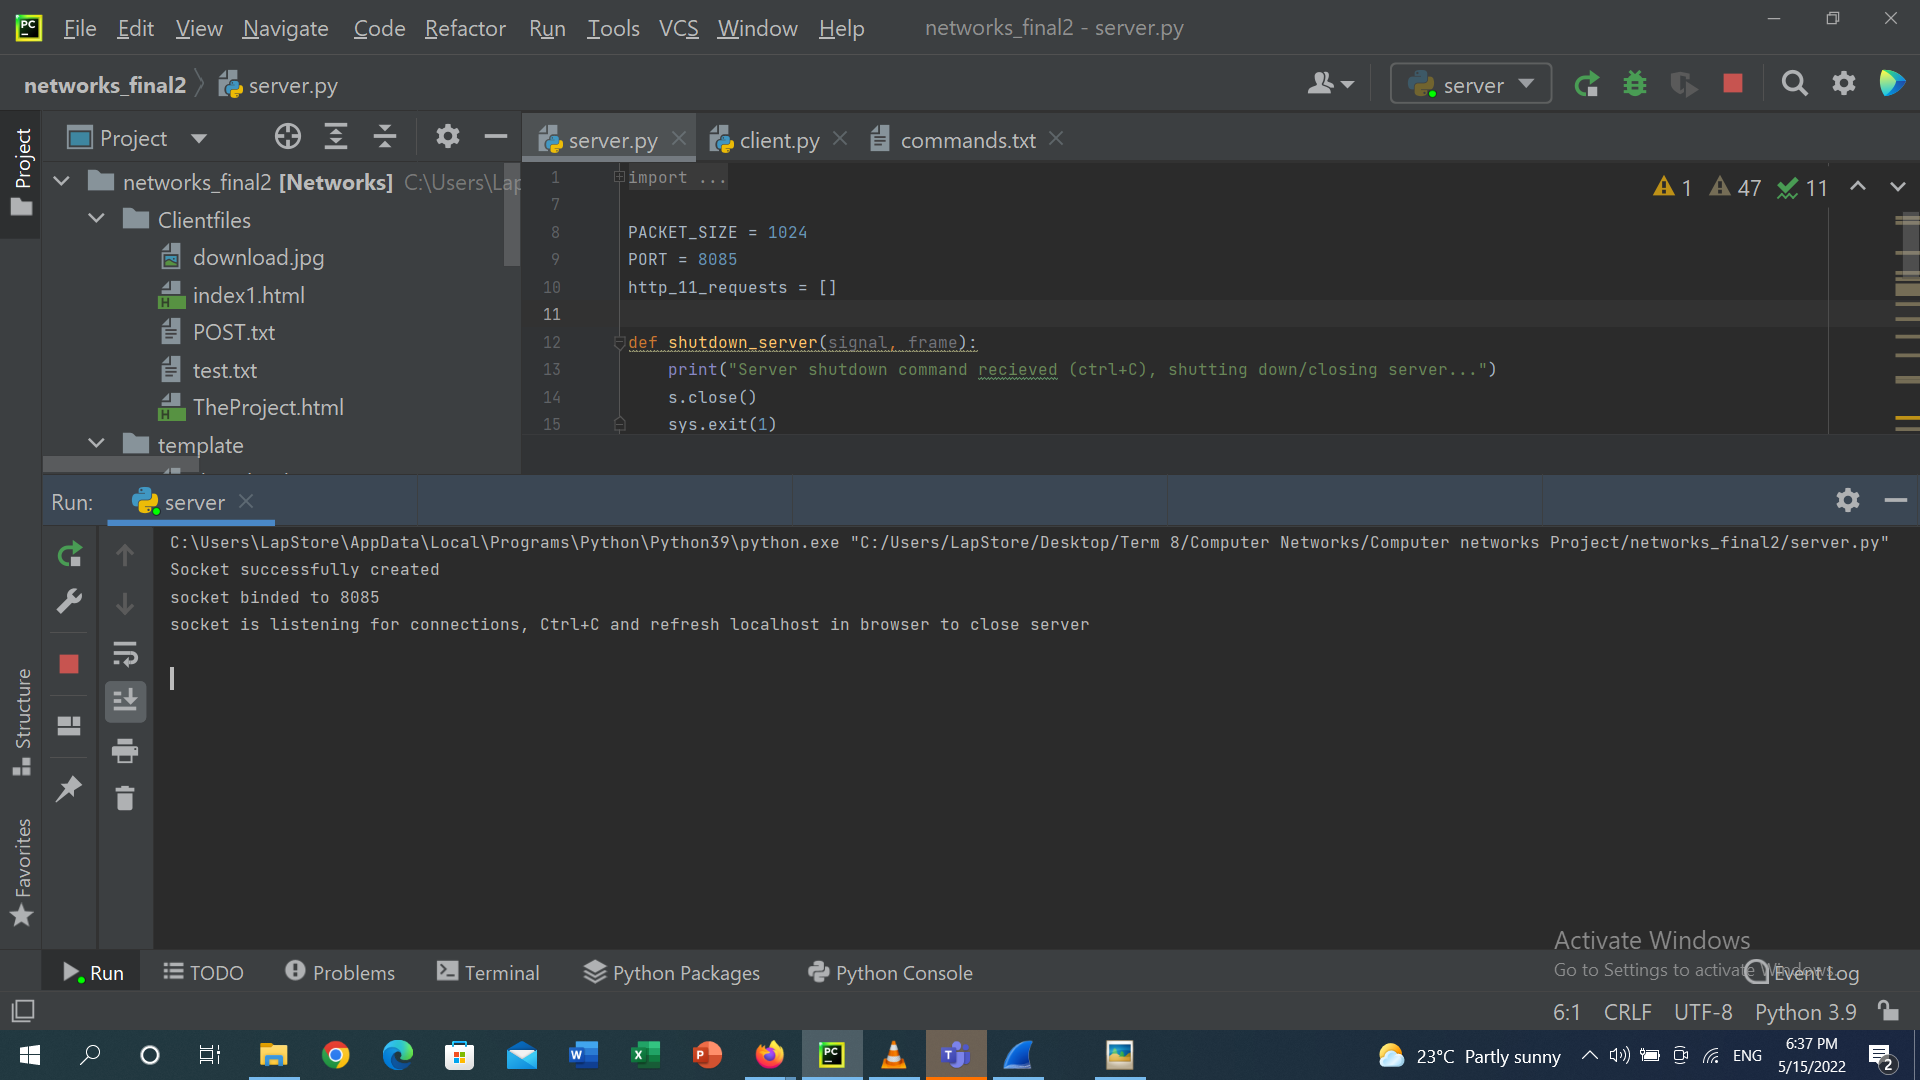 PC File Edit View Navigate Code Refactor Run Tools VCS Window Help networks_final2 - server.py
networks_final2 server.py server
Project
Project server.py client.py commands.txt
networks_final2 [Networks] C:\Users\Lap
Clientfiles
download.jpg
index1.html
POST.txt
test.txt
TheProject.html
template
1 47 11
1 import ...
7
8 PACKET_SIZE = 1024
9 PORT = 8085
10 http_11_requests = []
11
12 def shutdown_server(signal, frame):
13 print("Server shutdown command recieved (ctrl+C), shutting down/closing server...")
14 s.close()
15 sys.exit(1)
Run: server
C:\Users\LapStore\AppData\Local\Programs\Python\Python39\python.exe "C:/Users/LapStore/Desktop/Term 8/Computer Networks/Computer networks Project/networks_final2/server.py"
Socket successfully created
socket binded to 8085
socket is listening for connections, Ctrl+C and refresh localhost in browser to close server
Structure
Favorites
Activate Windows
Go to Settings to activate Windows.
Run TODO Problems Terminal Python Packages Python Console Event Log
6:1 CRLF UTF-8 Python 3.9
23°C Partly sunny ENG 6:37 PM
5/15/2022 2